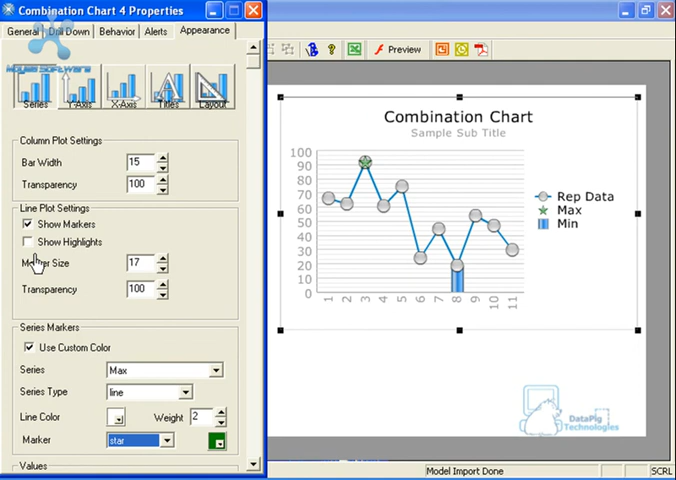 Combination Chart 4 Properties
General
Drill Down
Behavior
Alerts
Appearance
Series
Y-Axis
X-Axis
Titles
Layout
Column Plot Settings
Bar Width
15
Transparency
100
Line Plot Settings
Show Markers
Show Highlights
Size
17
Transparency
100
Series Markers
Use Custom Color
Series
Max
Series Type
line
Line Color
Weight
2
Marker
star
Values
Preview
Combination Chart
Sample Sub Title
100
90
80
70
60
50
40
30
20
10
0
1
2
3
4
5
6
7
8
9
10
11
Rep Data
Max
Min
DataPig
Technologies
Model Import Done
SCRL